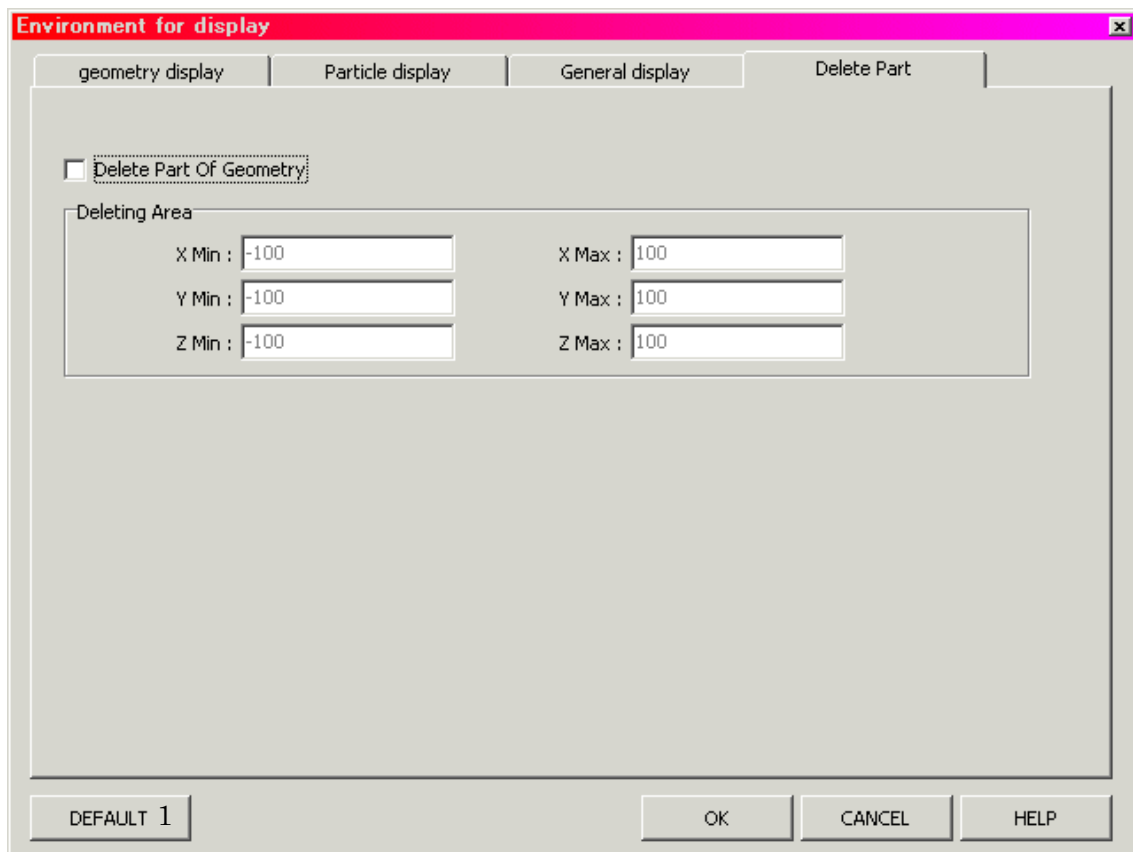 Environment for display
geometry display Particle display General display Delete Part
Delete Part Of Geometry
Deleting Area
X Min : -100 X Max : 100
Y Min : -100 Y Max : 100
Z Min : -100 Z Max : 100
DEFAULT 1 OK CANCEL HELP